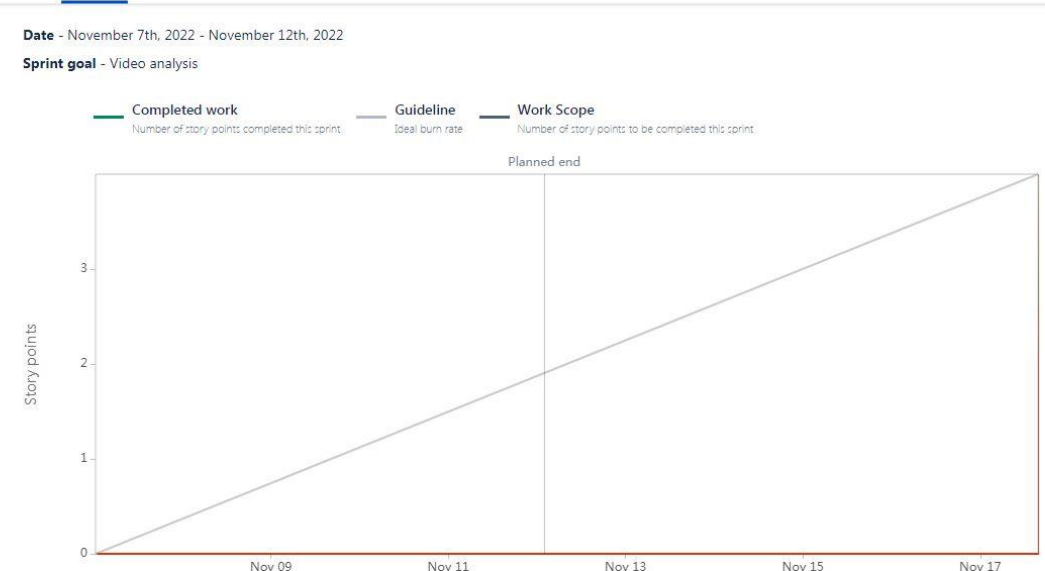 Date - November 7th, 2022 - November 12th, 2022
Sprint goal - Video analysis
Completed work Guideline Work Scope
Number of story points completed this sprint Ideal burn rate Number of story points to be completed this sprint
Planned end
3
2
Story points
1
0
Nov 09 Nov 11 Nov 13 Nov 15 Nov 17